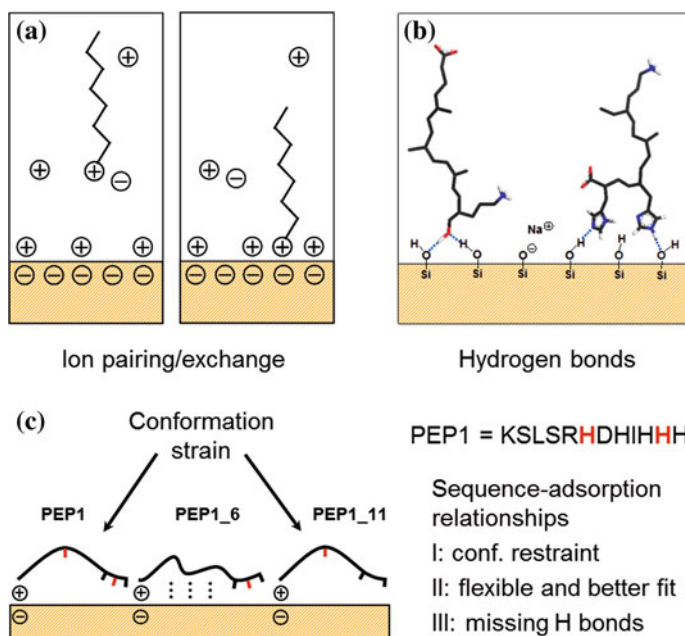 (a)
(b)
+
+
+ −
+ −
+
+ + +
+ + + +
− − − − −
− − − − −
Na+
H H H H H
O O O− O O O
Si Si Si Si Si Si
Ion pairing/exchange
Hydrogen bonds
(c)
Conformation
strain
PEP1 = KSLSRHDHIHHH
PEP1
PEP1_6
PEP1_11
+ + +
− − −
Sequence-adsorption
relationships
I: conf. restraint
II: flexible and better fit
III: missing H bonds